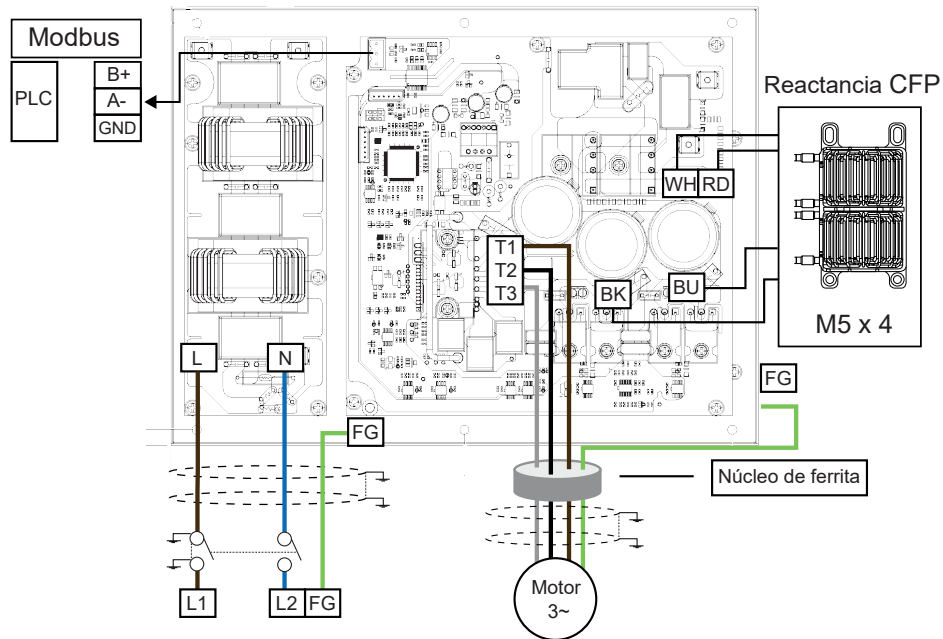 Modbus
PLC
B+
A-
GND
Reactancia CFP
WH
RD
T1
T2
T3
BK
BU
M5 x 4
L
N
FG
FG
Núcleo de ferrita
L1
L2
FG
Motor
3~